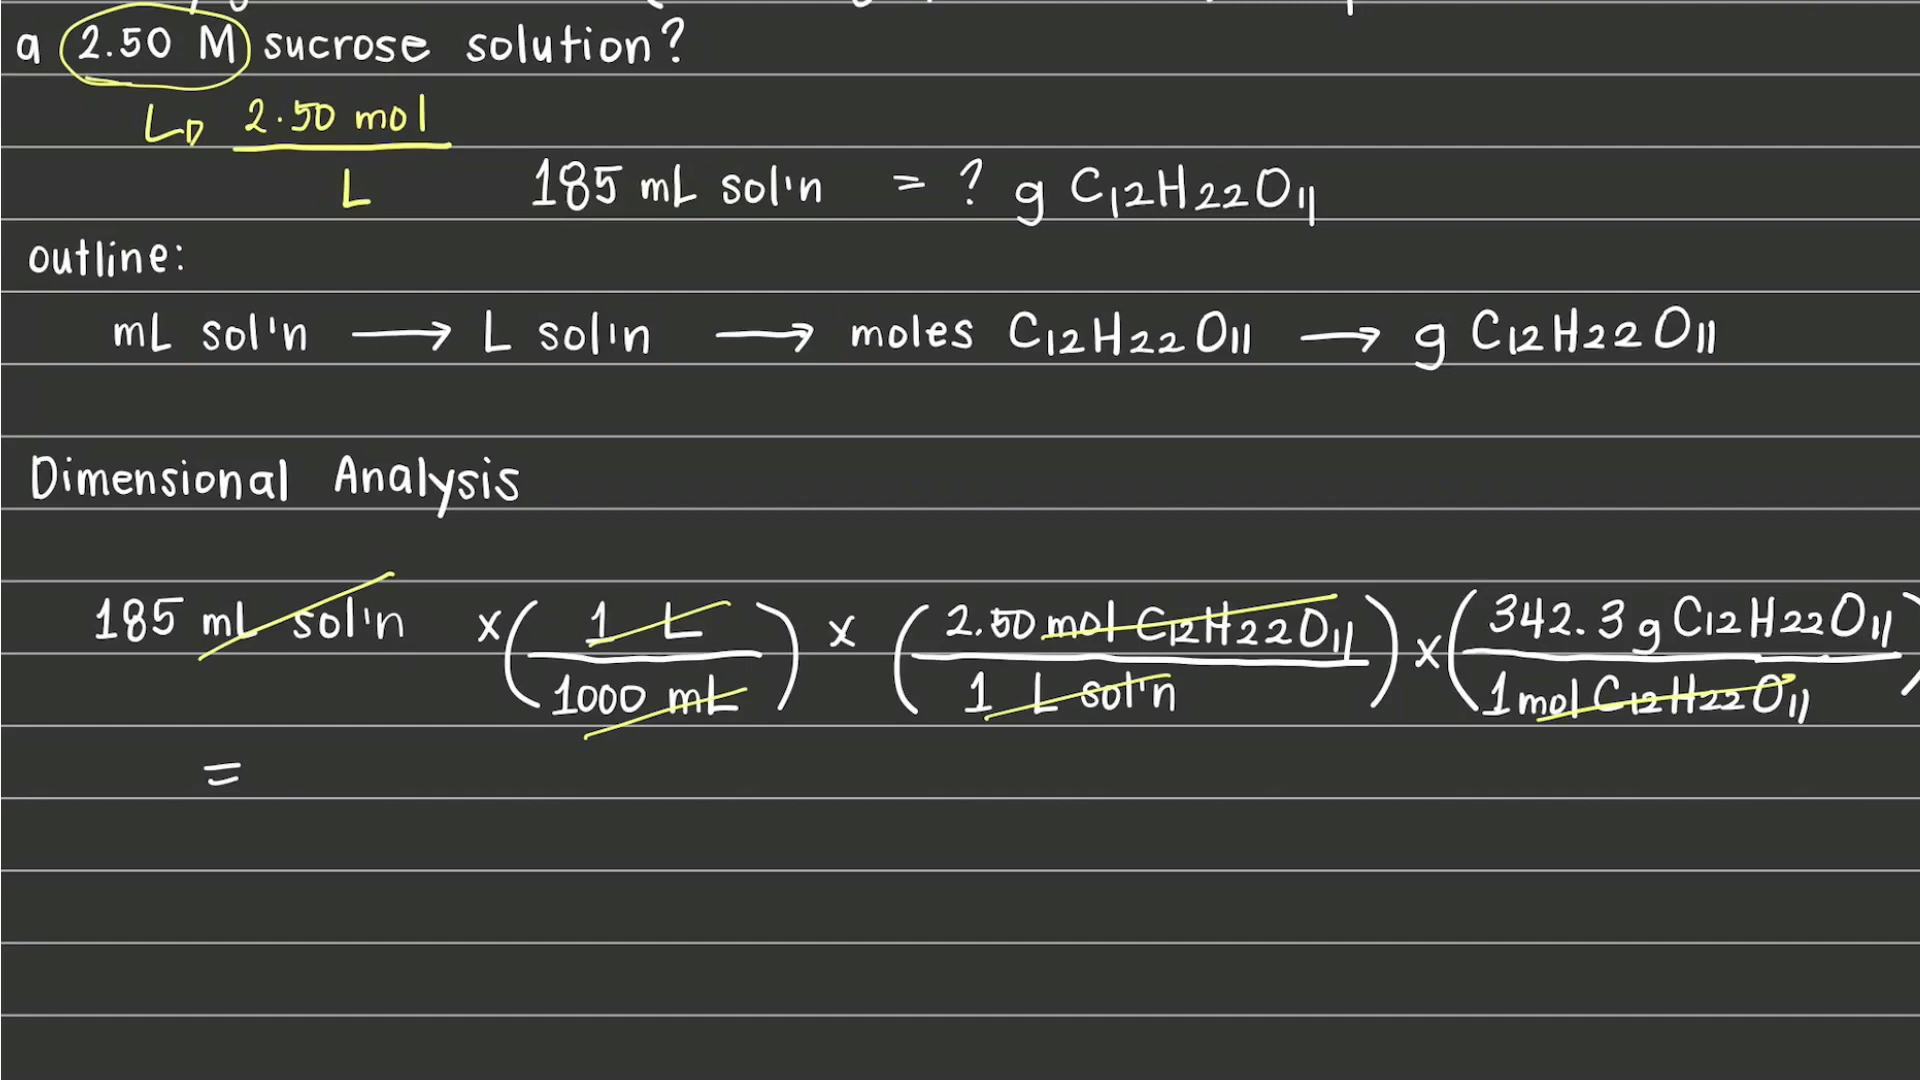 a 2.50 M sucrose solution?
↳ 2.50 mol
L
185 mL sol'n = ? g C12H22O11
outline:
mL sol'n → L sol'n → moles C12H22O11 → g C12H22O11
Dimensional Analysis
185 mL sol'n x ( 1 L / 1000 mL ) x ( 2.50 mol C12H22O11 / 1 L sol'n ) x ( 342.3 g C12H22O11 / 1 mol C12H22O11 )
=